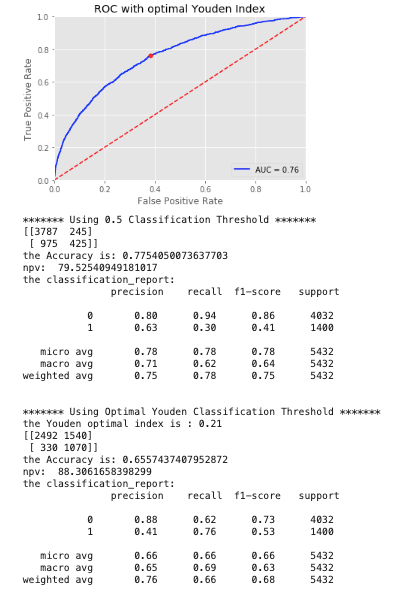 ROC with optimal Youden Index
1.0
0.8
0.6
0.4
0.2
0.0
True Positive Rate
AUC = 0.76
0.0 0.2 0.4 0.6 0.8 1.0
False Positive Rate
******* Using 0.5 Classification Threshold *******
[[3787 245]
[ 975 425]]
the Accuracy is: 0.7754050073637703
npv: 79.52540949181017
the classification_report:
precision recall f1-score support
0 0.80 0.94 0.86 4032
1 0.63 0.30 0.41 1400
micro avg 0.78 0.78 0.78 5432
macro avg 0.71 0.62 0.64 5432
weighted avg 0.75 0.78 0.75 5432
******* Using Optimal Youden Classification Threshold *******
the Youden optimal index is : 0.21
[[2492 1540]
[ 330 1070]]
the Accuracy is: 0.6557437407952872
npv: 88.3061658398299
the classification_report:
precision recall f1-score support
0 0.88 0.62 0.73 4032
1 0.41 0.76 0.53 1400
micro avg 0.66 0.66 0.66 5432
macro avg 0.65 0.69 0.63 5432
weighted avg 0.76 0.66 0.68 5432